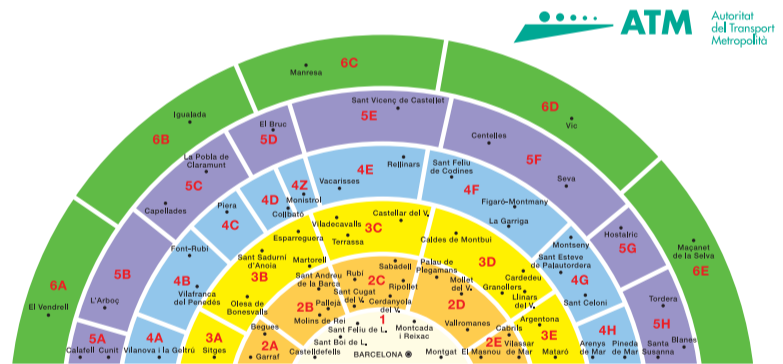 ATM
Autoritat
del Transport
Metropolità
6C
Manresa
6D
Vic
Igualada
6B
Sant Vicenç de Castellet
5E
El Bruc
5D
Centelles
5F
Seva
La Pobla de
Claramunt
5C
Capellades
4E
Rellinars
Vacarisses
4Z
Monistrol
4D
Collbató
Sant Feliu
de Codines
4F
Figaró-Montmany
La Garriga
Piera
4C
Castellar del V.
Viladecavalls
3C
Terrassa
Esparreguera
Caldes de Montbui
3D
Hostalric
5G
Montseny
Sant Esteve
de Palautordera
4G
Sant Celoni
Maçanet
de la Selva
6E
Font-Rubí
4B
Vilafranca
del Penedès
Sant Sadurní
d'Anoia
3B
Martorell
Olesa de
Bonesvalls
Sabadell
Rubí
2C
Ripollet
Sant Cugat
del V.
Cerdanyola
del V.
Palau de
Plegamans
Mollet
del V.
2D
Vallromanes
Cardedeu
Granollers
Llinars
del V.
Sant Andreu
de la Barca
2B
Pallejà
Molins de Rei
6A
El Vendrell
5B
L'Arboç
5A
Calafell
Cunit
4A
Vilanova i la Geltrú
3A
Sitges
Begues
2A
Garraf
1
Sant Feliu de L.
Sant Boi de L.
Castelldefels
Montcada
i Reixac
BARCELONA
Montgat
2E
El Masnou
Cabrils
Vilassar
de Mar
Argentona
3E
Mataró
4H
Arenys
de Mar
Pineda
de Mar
Tordera
5H
Santa
Susanna
Blanes